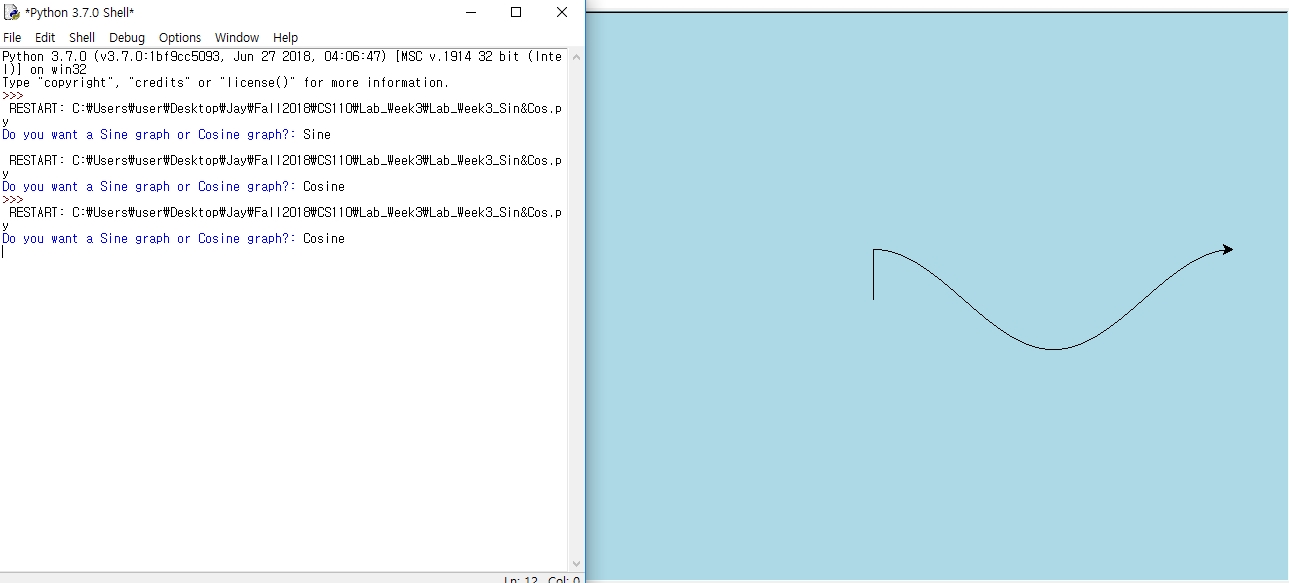 *Python 3.7.0 Shell*
File Edit Shell Debug Options Window Help
Python 3.7.0 (v3.7.0:1bf9cc5093, Jun 27 2018, 04:06:47) [MSC v.1914 32 bit (Inte
l)] on win32
Type "copyright", "credits" or "license()" for more information.
>>>
RESTART: C:₩Users₩user₩Desktop₩Jay₩Fall2018₩CS110₩Lab_Week3₩Lab_Week3_Sin&Cos.p
y
Do you want a Sine graph or Cosine graph?: Sine
RESTART: C:₩Users₩user₩Desktop₩Jay₩Fall2018₩CS110₩Lab_Week3₩Lab_Week3_Sin&Cos.p
y
Do you want a Sine graph or Cosine graph?: Cosine
>>>
RESTART: C:₩Users₩user₩Desktop₩Jay₩Fall2018₩CS110₩Lab_Week3₩Lab_Week3_Sin&Cos.p
y
Do you want a Sine graph or Cosine graph?: Cosine
Ln: 12 Col: 0